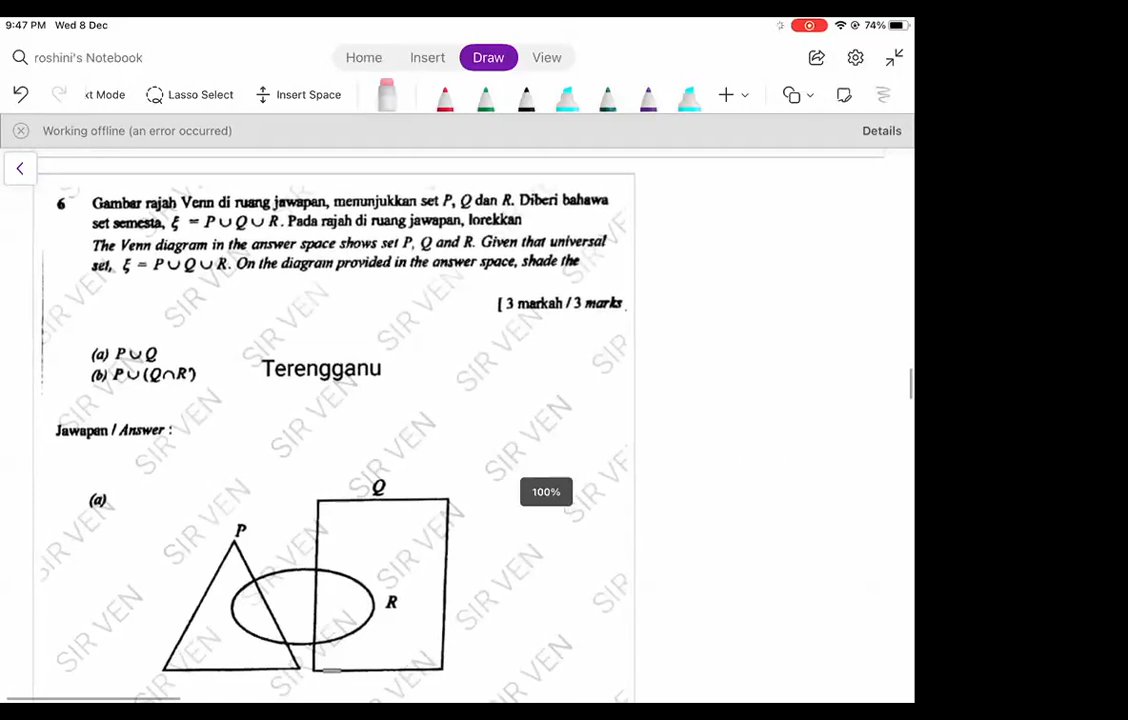 9:47 PM Wed 8 Dec
74%
roshini's Notebook
Home Insert Draw View
xt Mode Lasso Select Insert Space
Working offline (an error occurred)
Details
6 Gambar rajah Venn di ruang jawapan, menunjukkan set P, Q dan R. Diberi bahawa
set semesta, ξ = P ∪ Q ∪ R. Pada rajah di ruang jawapan, lorekkan
The Venn diagram in the answer space shows set P, Q and R. Given that universal
set, ξ = P ∪ Q ∪ R. On the diagram provided in the answer space, shade the
[ 3 markah / 3 marks
(a) P ∪ Q
(b) P ∪ (Q ∩ R')
Terengganu
Jawapan / Answer :
(a)
Q
P
R
100%
SIR VEN